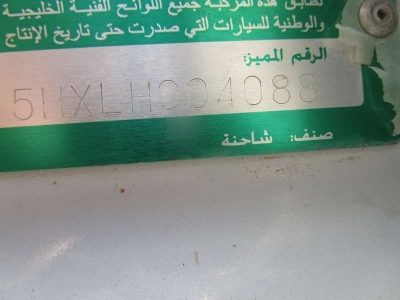 تطابق هذه المركبة جميع اللوائح الفنية الخليجية
والوطنية للسيارات التي صدرت حتى تاريخ الإنتاج
الرقم المميز:
5HXLH004088
صنف: شاحنة